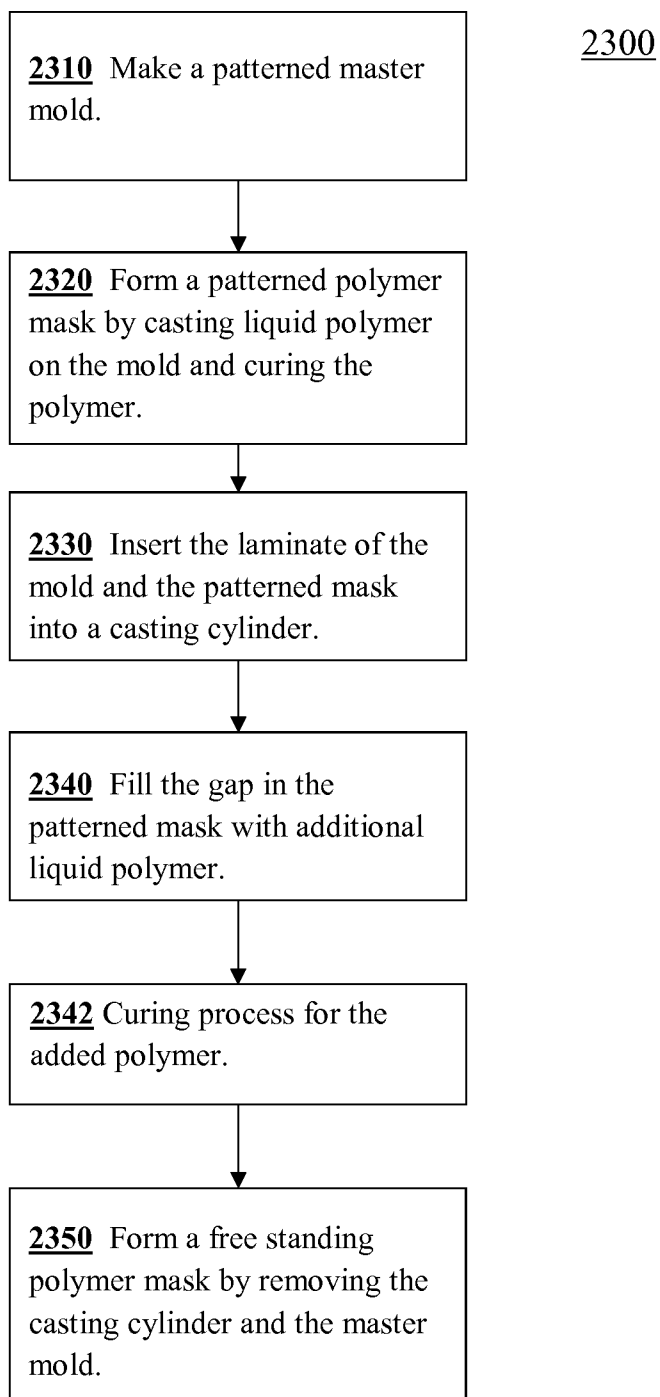 2300
2310 Make a patterned master
mold.
2320 Form a patterned polymer
mask by casting liquid polymer
on the mold and curing the
polymer.
2330 Insert the laminate of the
mold and the patterned mask
into a casting cylinder.
2340 Fill the gap in the
patterned mask with additional
liquid polymer.
2342 Curing process for the
added polymer.
2350 Form a free standing
polymer mask by removing the
casting cylinder and the master
mold.